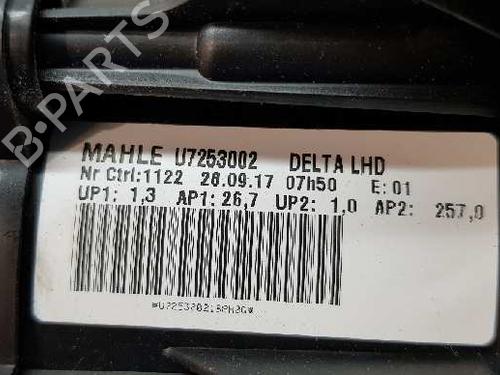 B-PARTS
MAHLE U7253002 DELTA LHD
Nr Ctrl:1122 28.09.17 07h50 E: 01
UP1: 1,3 AP1: 26,7 UP2: 1,0 AP2: 257,0